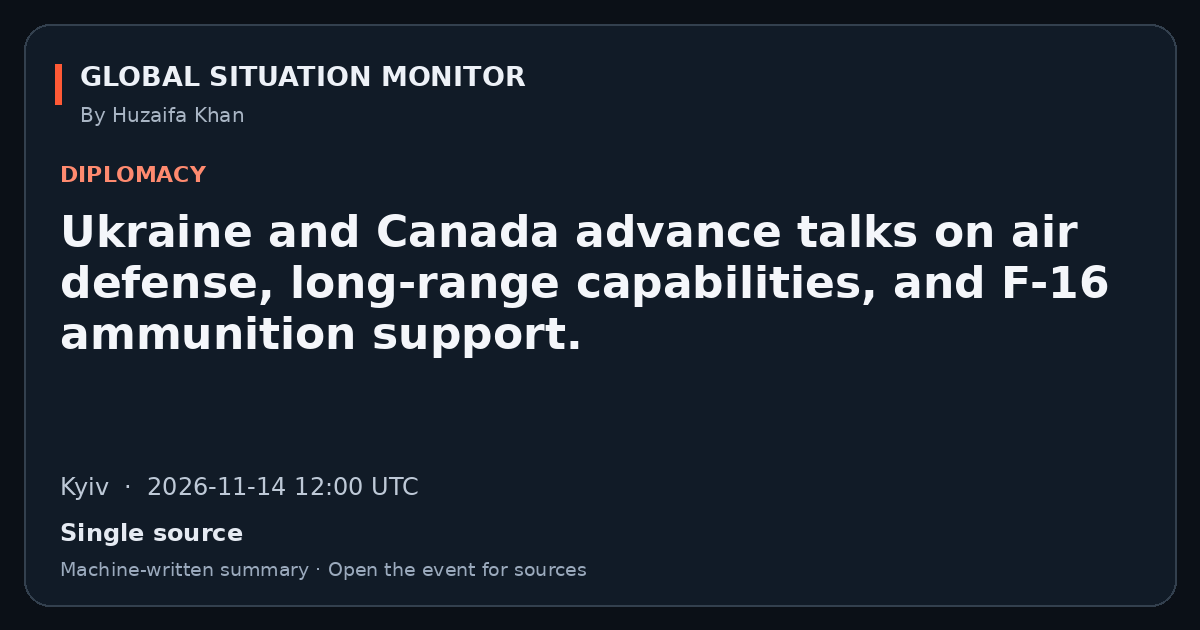 GLOBAL SITUATION MONITOR
By Huzaifa Khan
DIPLOMACY
Ukraine and Canada advance talks on air
defense, long-range capabilities, and F-16
ammunition support.
Kyiv · 2026-11-14 12:00 UTC
Single source
Machine-written summary · Open the event for sources